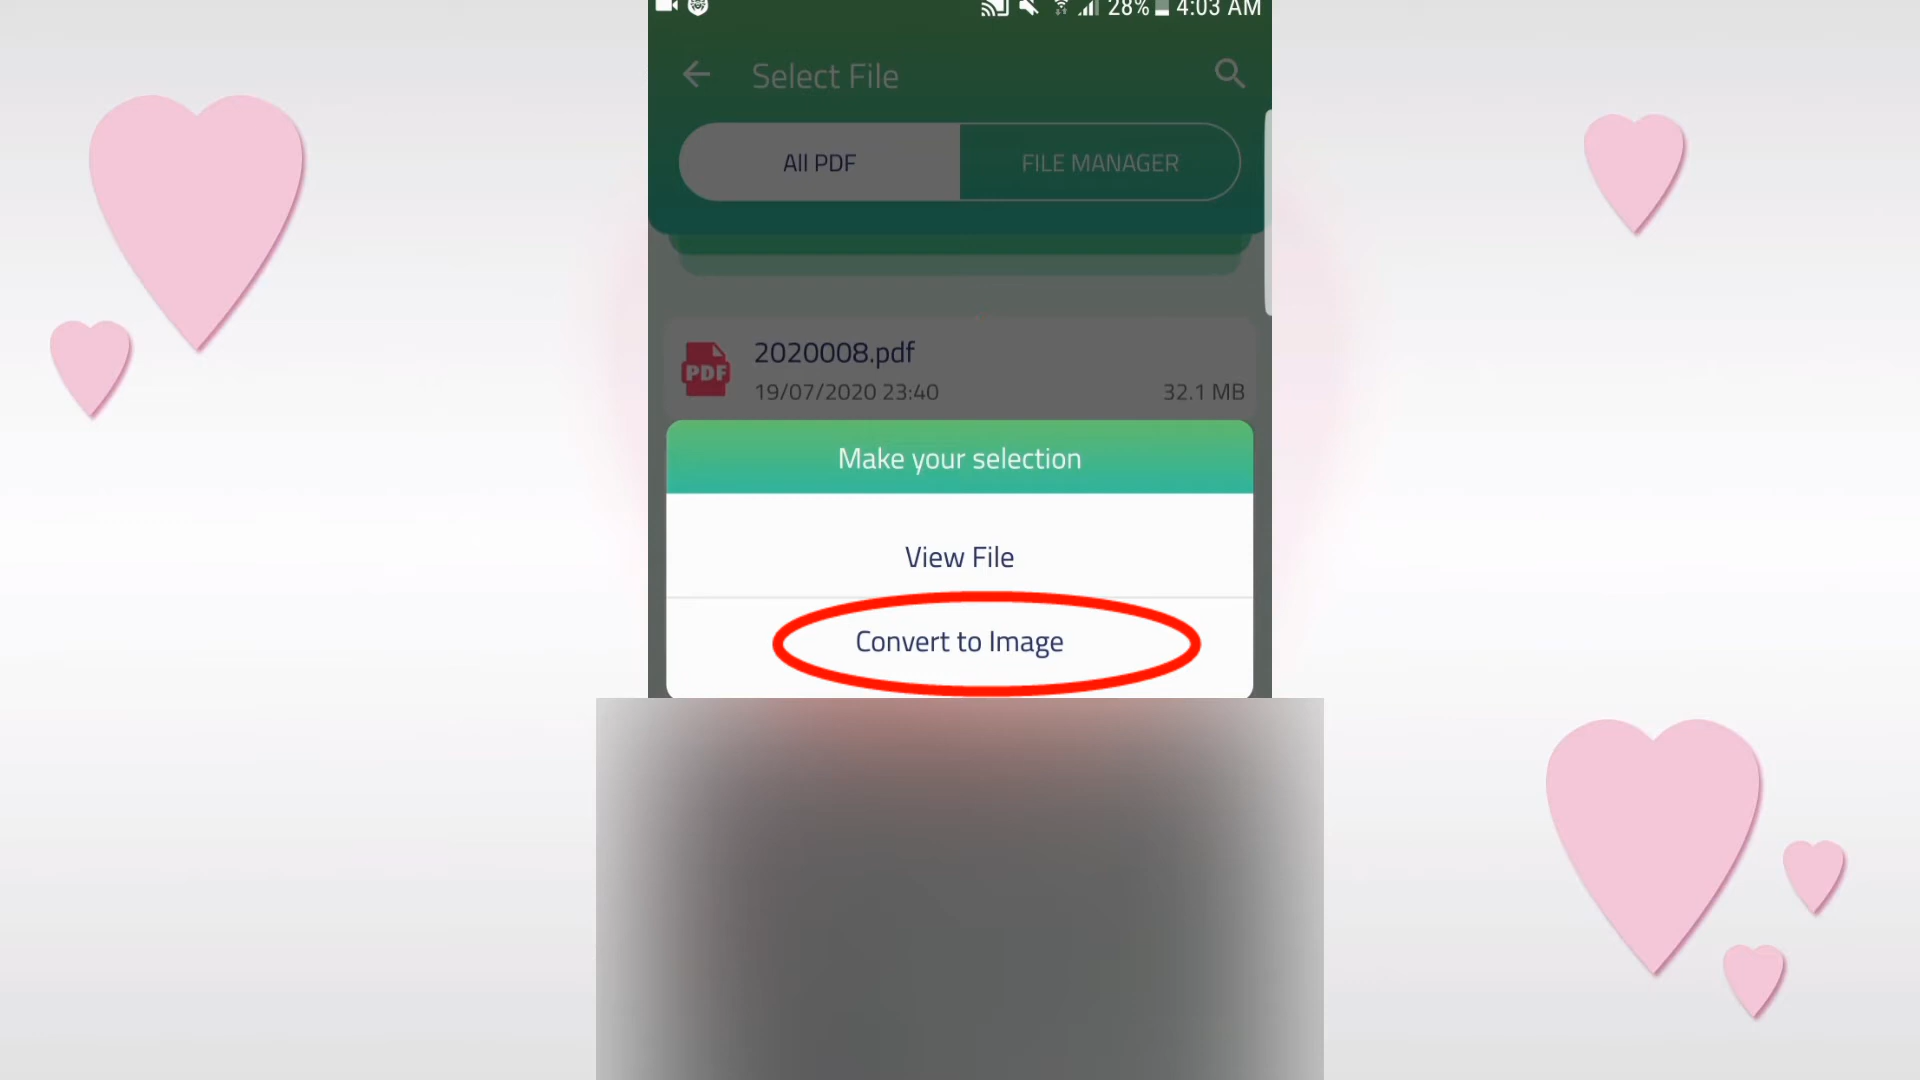 28% 4:03 AM
Select File
All PDF
FILE MANAGER
2020008.pdf
PDF
19/07/2020 23:40
32.1 MB
Make your selection
View File
Convert to Image